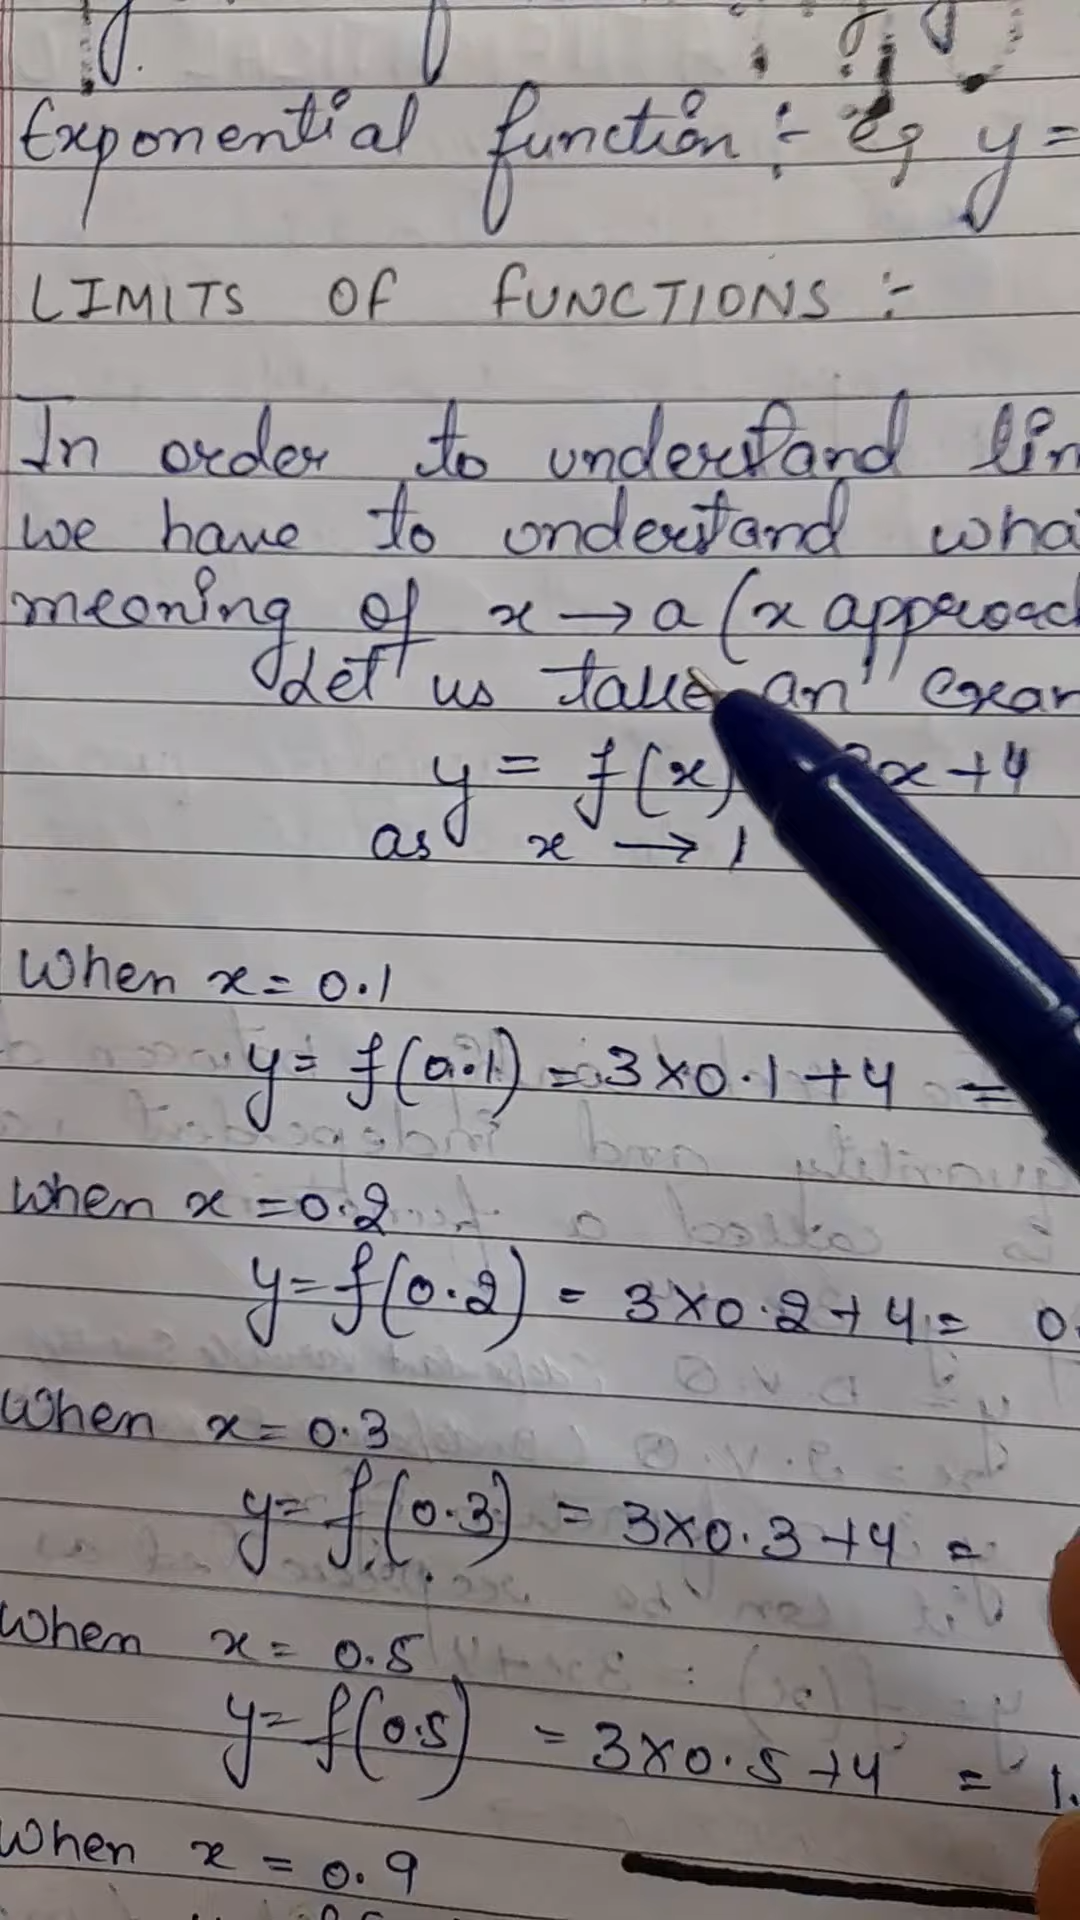 Exponential function :- eg y =
LIMITS OF FUNCTIONS :-
In order to understand
we have to understand
meaning of x → a (x
Let us take an
y = f(x) x + 4
as x → 1
When x = 0.1
y = f(0.1) = 3 × 0.1 + 4 =
When x = 0.2
y = f(0.2) = 3 × 0.2 + 4 = 0.
When x = 0.3
y = f(0.3) = 3 × 0.3 + 4 =
When x = 0.5
y = f(0.5) = 3 × 0.5 + 4 = 1.
When x = 0.9